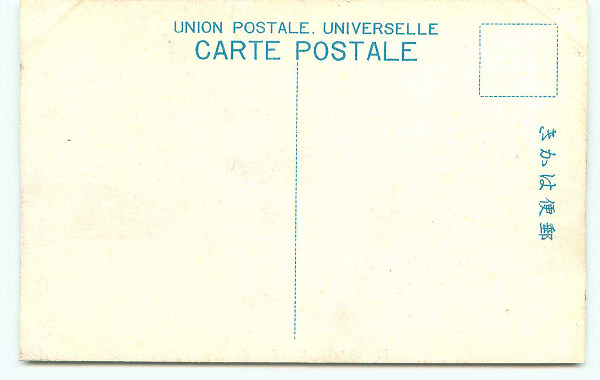 UNION POSTALE. UNIVERSELLE
CARTE POSTALE
郵便はかき